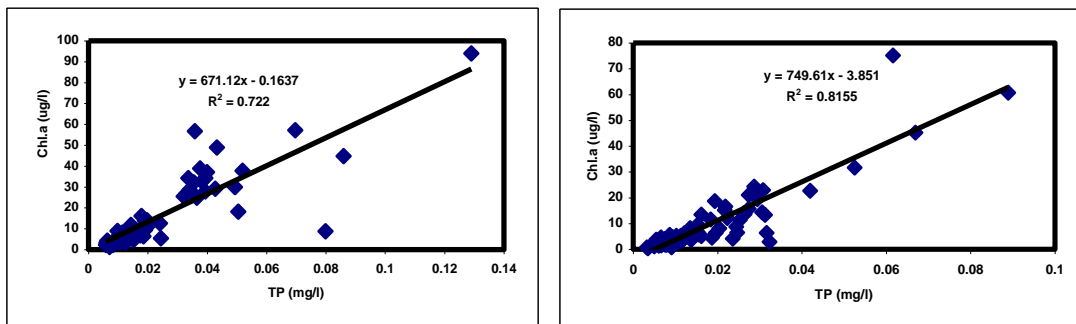 100
90
80
70
60
50
40
30
20
10
0
Chl.a (ug/l)
y = 671.12x - 0.1637
R² = 0.722
0 0.02 0.04 0.06 0.08 0.1 0.12 0.14
TP (mg/l)
80
70
60
50
40
30
20
10
0
Chl.a (ug/l)
y = 749.61x - 3.851
R² = 0.8155
0 0.02 0.04 0.06 0.08 0.1
TP (mg/l)